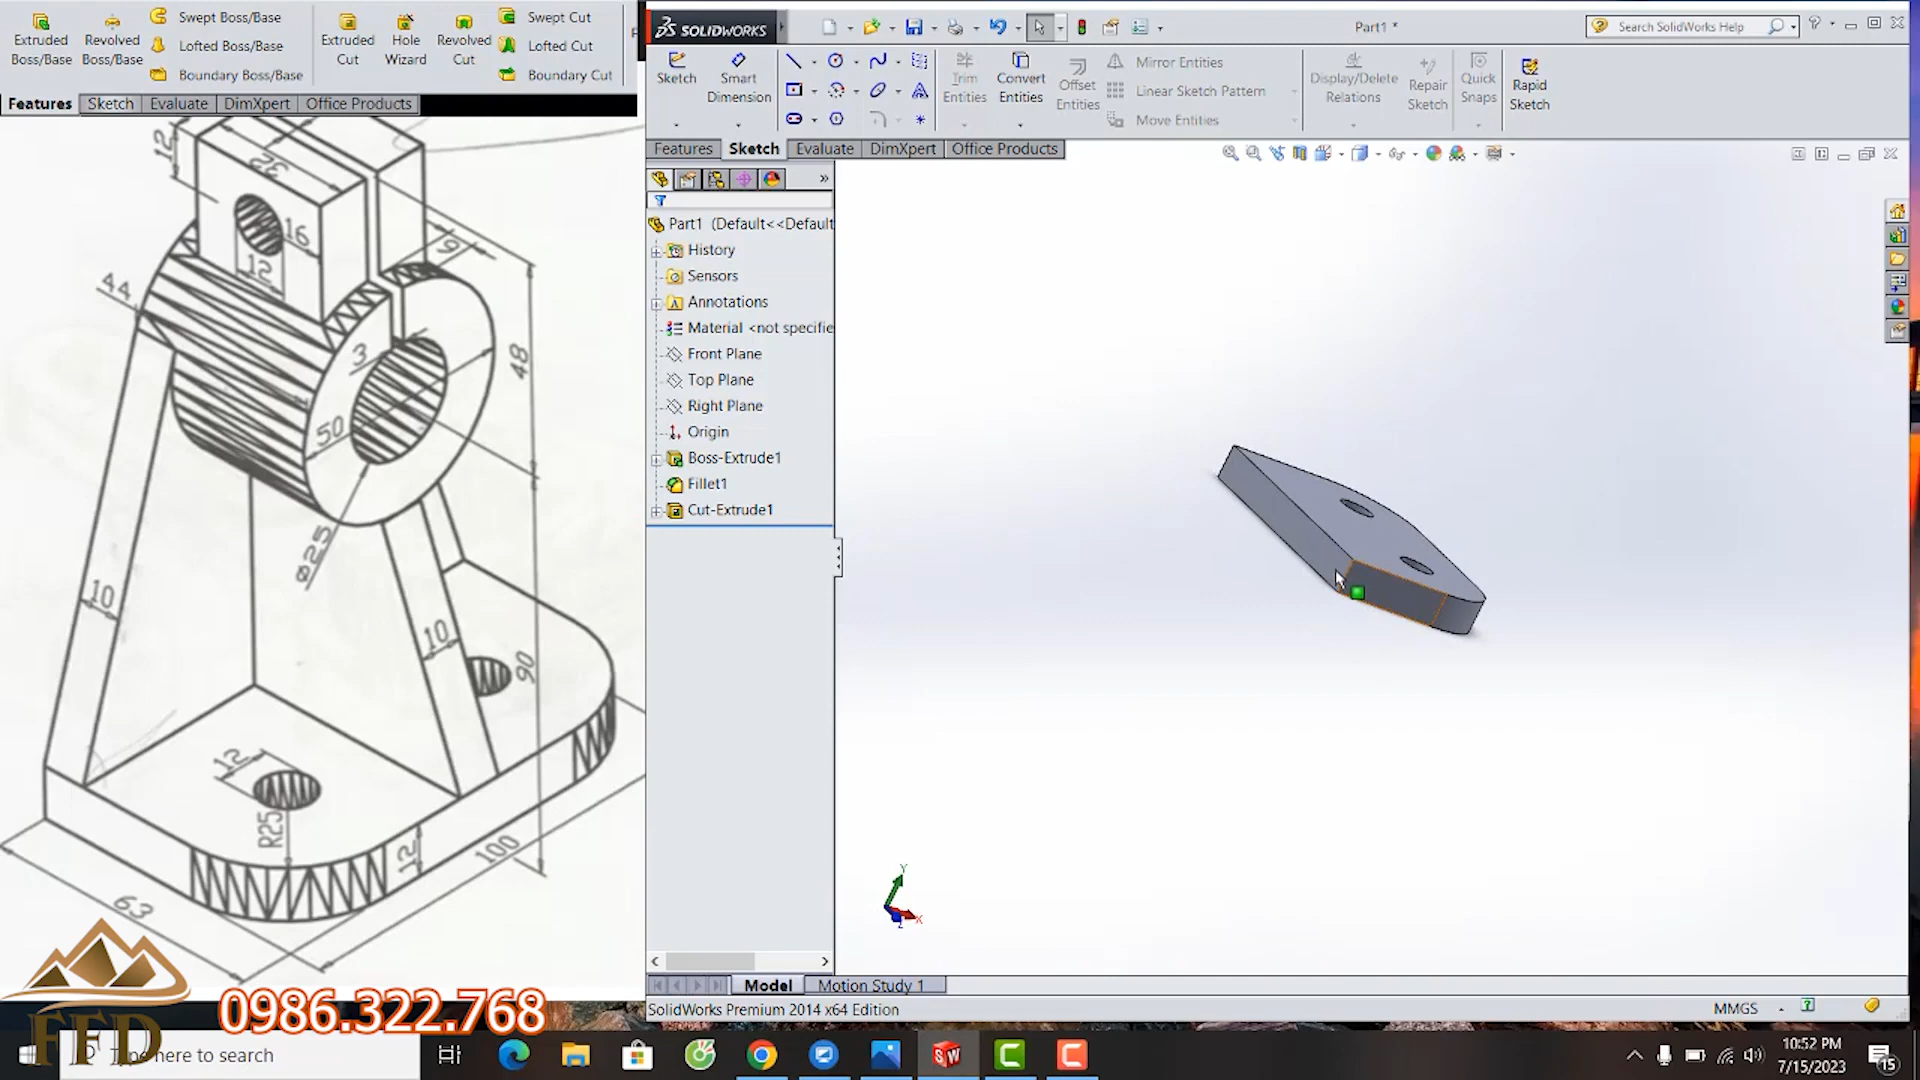 Extruded Boss/Base
Revolved Boss/Base
Swept Boss/Base
Lofted Boss/Base
Boundary Boss/Base
Extruded Cut
Hole Wizard
Revolved Cut
Swept Cut
Lofted Cut
Boundary Cut
Features
Sketch
Evaluate
DimXpert
Office Products
12
32
16
12
9
44
3
48
50
ø25
10
10
90
12
R25
12
100
63
FFD
0986.322.768
SOLIDWORKS
Part1 *
Search SolidWorks Help
Sketch
Smart Dimension
Trim Entities
Convert Entities
Offset Entities
Mirror Entities
Linear Sketch Pattern
Move Entities
Display/Delete Relations
Repair Sketch
Quick Snaps
Rapid Sketch
Features
Sketch
Evaluate
DimXpert
Office Products
Part1 (Default<<Default
History
Sensors
Annotations
Material <not specifie
Front Plane
Top Plane
Right Plane
Origin
Boss-Extrude1
Fillet1
Cut-Extrude1
Y
X
Z
Model
Motion Study 1
SolidWorks Premium 2014 x64 Edition
MMGS
here to search
10:52 PM
7/15/2023
15